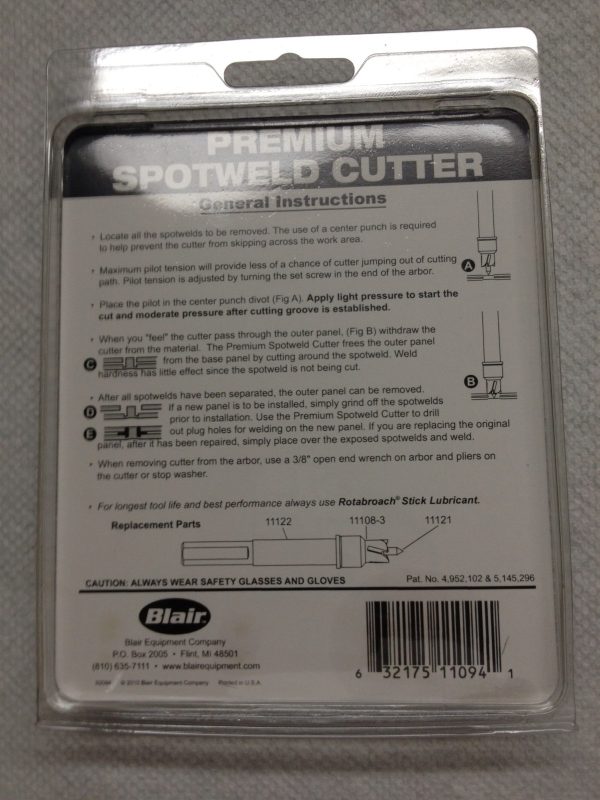 PREMIUM
SPOTWELD CUTTER
General Instructions
• Locate all the spotwelds to be removed. The use of a center punch is required
to help prevent the cutter from skipping across the work area.
• Maximum pilot tension will provide less of a chance of cutter jumping out of cutting
path. Pilot tension is adjusted by turning the set screw in the end of the arbor.
A
• Place the pilot in the center punch divot (Fig A). Apply light pressure to start the
cut and moderate pressure after cutting groove is established.
• When you "feel" the cutter pass through the outer panel, (Fig B) withdraw the
cutter from the material. The Premium Spotweld Cutter frees the outer panel
C from the base panel by cutting around the spotweld. Weld
hardness has little effect since the spotweld is not being cut.
B
• After all spotwelds have been separated, the outer panel can be removed.
D If a new panel is to be installed, simply grind off the spotwelds
prior to installation. Use the Premium Spotweld Cutter to drill
E out plug holes for welding on the new panel. If you are replacing the original
panel, after it has been repaired, simply place over the exposed spotwelds and weld.
• When removing cutter from the arbor, use a 3/8" open end wrench on arbor and pliers on
the cutter or stop washer.
• For longest tool life and best performance always use Rotabroach® Stick Lubricant.
Replacement Parts 11122 11108-3 11121
CAUTION: ALWAYS WEAR SAFETY GLASSES AND GLOVES Pat. No. 4,952,102 & 5,145,296
Blair
Blair Equipment Company
P.O. Box 2005 • Flint, MI 48501
(810) 635-7111 • www.blairequipment.com
© 2012 Blair Equipment Company Printed in U.S.A.
6 32175 11094 1